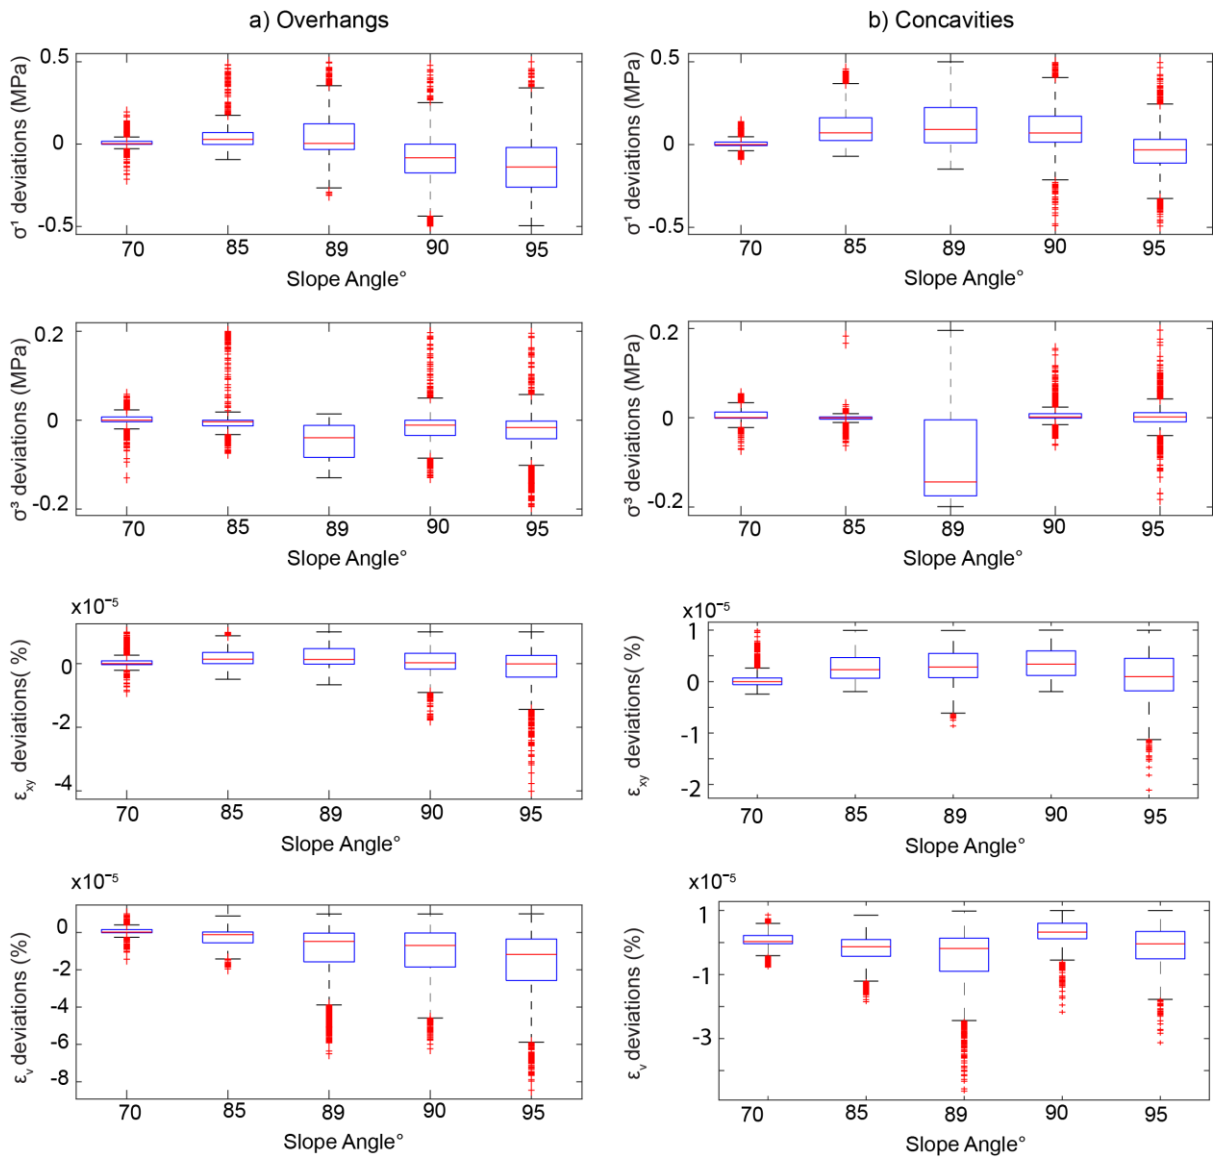 a) Overhangs
b) Concavities
σ¹ deviations (MPa)
0.5
0
-0.5
70 85 89 90 95
Slope Angle°
σ¹ deviations (MPa)
0.5
0
-0.5
70 85 89 90 95
Slope Angle°
σ³ deviations (MPa)
0.2
0
-0.2
70 85 89 90 95
Slope Angle°
σ³ deviations (MPa)
0.2
0
-0.2
70 85 89 90 95
Slope Angle°
x10⁻⁵
εxy deviations( %)
0
-2
-4
70 85 89 90 95
Slope Angle°
x10⁻⁵
εxy deviations( %)
1
0
-1
-2
70 85 89 90 95
Slope Angle°
x10⁻⁵
εv deviations (%)
0
-2
-4
-6
-8
70 85 89 90 95
Slope Angle°
x10⁻⁵
εv deviations (%)
1
-1
-3
70 85 89 90 95
Slope Angle°